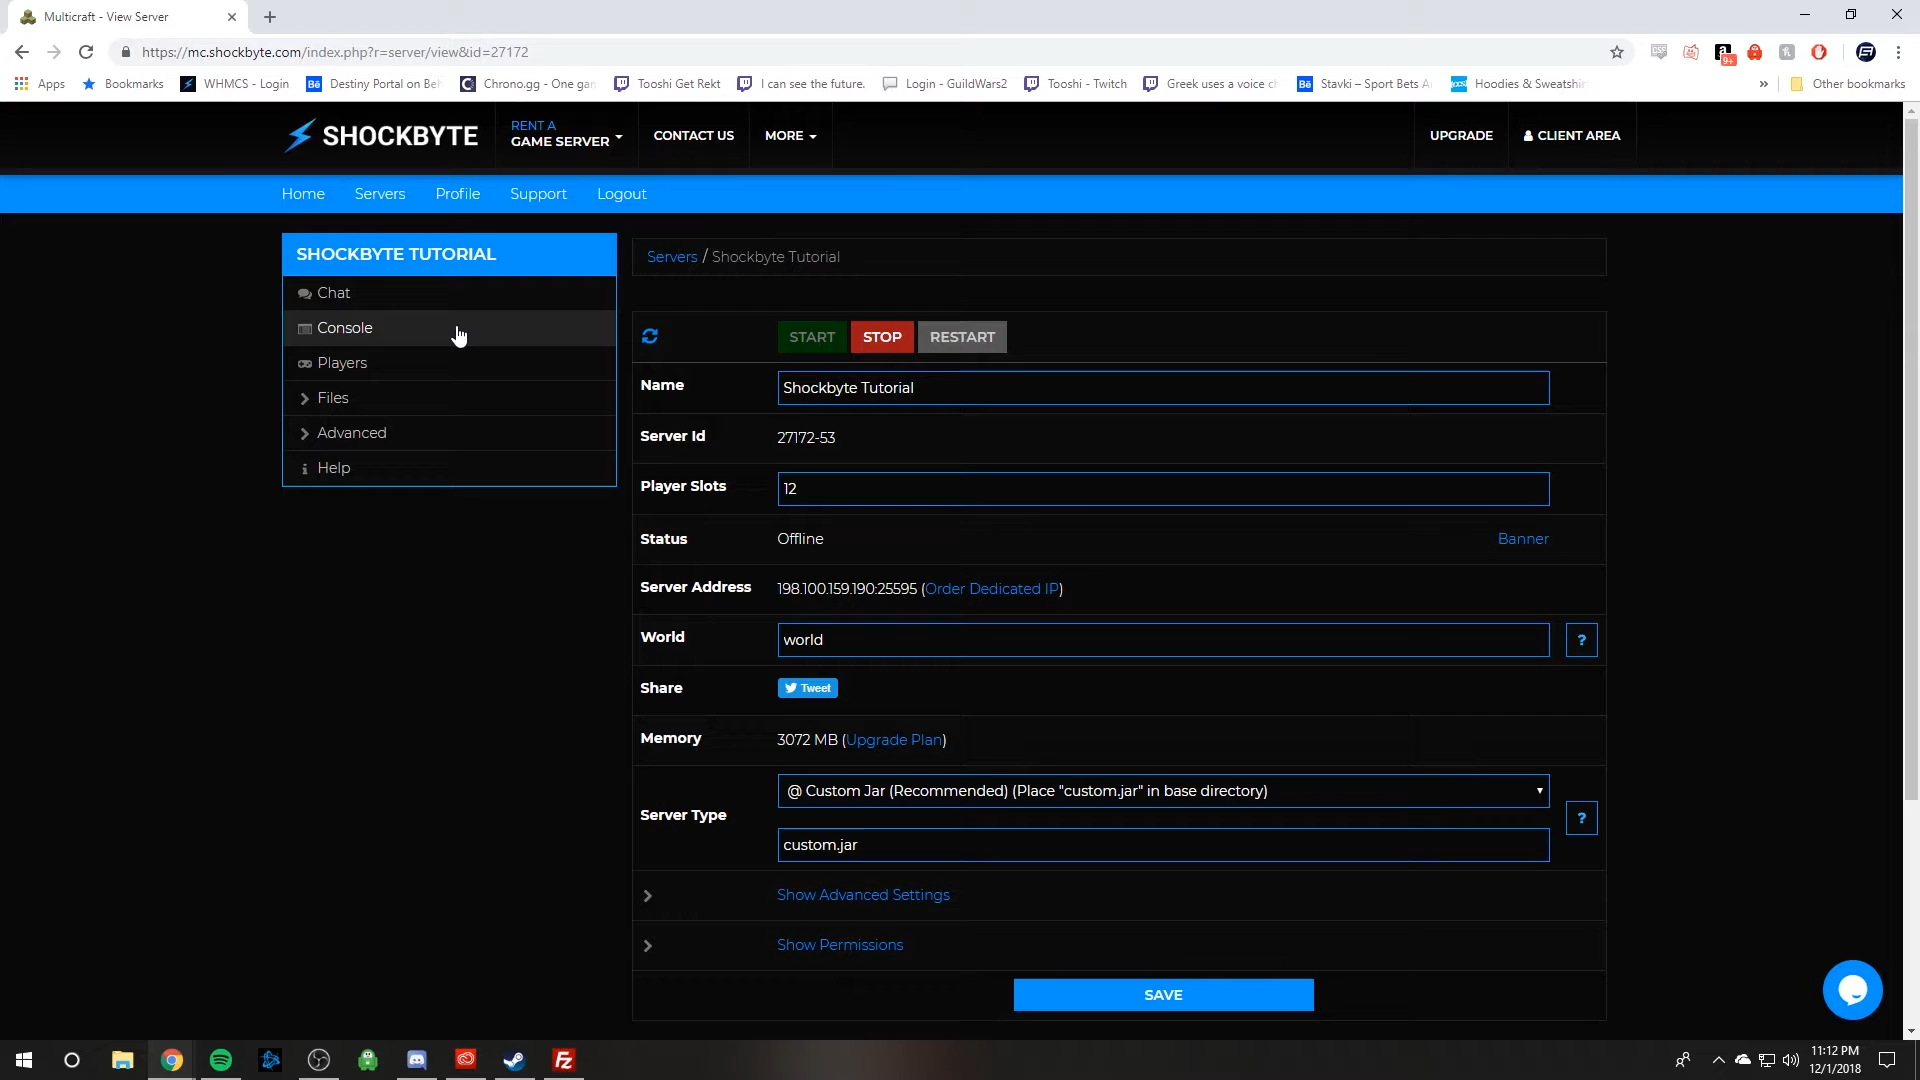 Multicraft - View Server
https://mc.shockbyte.com/index.php?r=server/view&id=27172
Apps
Bookmarks
WHMCS - Login
Destiny Portal on Beh
Chrono.gg - One gan
Tooshi Get Rekt
I can see the future.
Login - GuildWars2
Tooshi - Twitch
Greek uses a voice ch
Stavki – Sport Bets A
Hoodies & Sweatshir
Other bookmarks
SHOCKBYTE
RENT A
GAME SERVER
CONTACT US
MORE
UPGRADE
CLIENT AREA
Home
Servers
Profile
Support
Logout
SHOCKBYTE TUTORIAL
Chat
Console
Players
Files
Advanced
Help
Servers / Shockbyte Tutorial
START
STOP
RESTART
Name
Shockbyte Tutorial
Server Id
27172-53
Player Slots
12
Status
Offline
Banner
Server Address
198.100.159.190:25595 (Order Dedicated IP)
World
world
?
Share
Tweet
Memory
3072 MB (Upgrade Plan)
Server Type
@ Custom Jar (Recommended) (Place "custom.jar" in base directory)
custom.jar
?
Show Advanced Settings
Show Permissions
SAVE
11:12 PM
12/1/2018